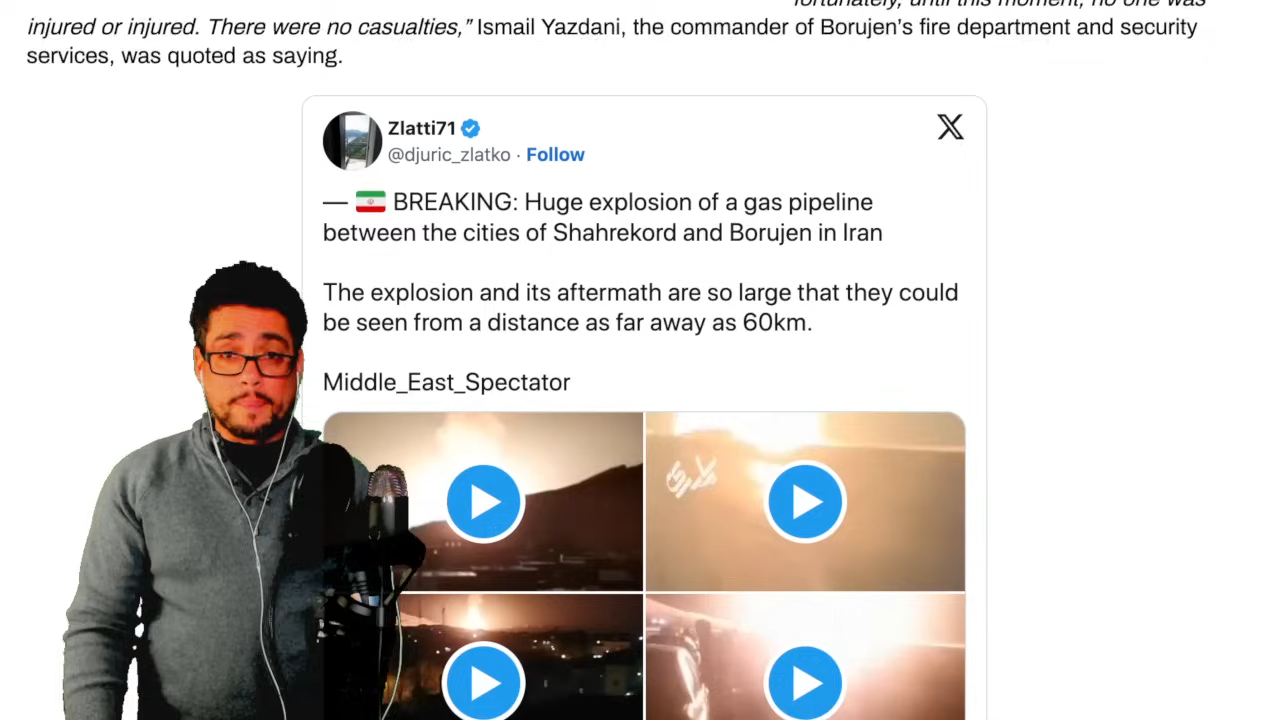 fortunately, until this moment, no one was
injured or injured. There were no casualties,” Ismail Yazdani, the commander of Borujen’s fire department and security
services, was quoted as saying.
Zlatti71
@djuric_zlatko · Follow
— 🇮🇷 BREAKING: Huge explosion of a gas pipeline
between the cities of Shahrekord and Borujen in Iran
The explosion and its aftermath are so large that they could
be seen from a distance as far away as 60km.
Middle_East_Spectator